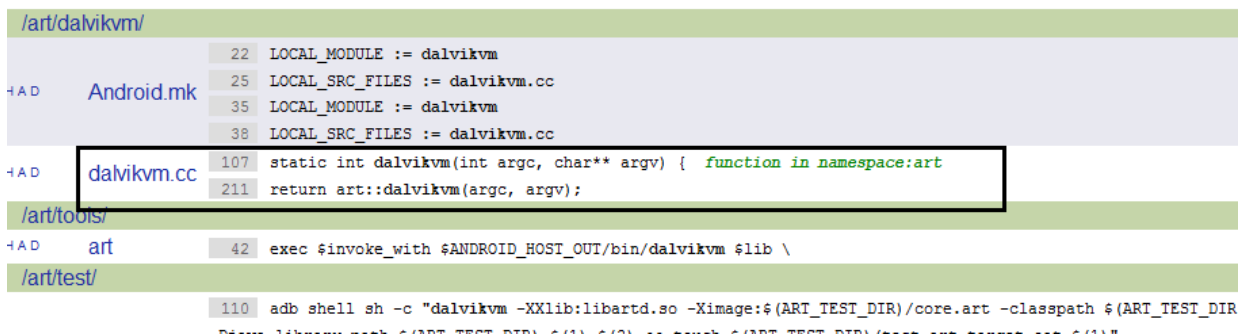 /art/dalvikvm/
H A D Android.mk 22 LOCAL_MODULE := dalvikvm
25 LOCAL_SRC_FILES := dalvikvm.cc
35 LOCAL_MODULE := dalvikvm
38 LOCAL_SRC_FILES := dalvikvm.cc
H A D dalvikvm.cc 107 static int dalvikvm(int argc, char** argv) { function in namespace:art
211 return art::dalvikvm(argc, argv);
/art/tools/
H A D art 42 exec $invoke_with $ANDROID_HOST_OUT/bin/dalvikvm $lib \
/art/test/
110 adb shell sh -c "dalvikvm -XXlib:libartd.so -Ximage:$(ART_TEST_DIR)/core.art -classpath $(ART_TEST_DIR